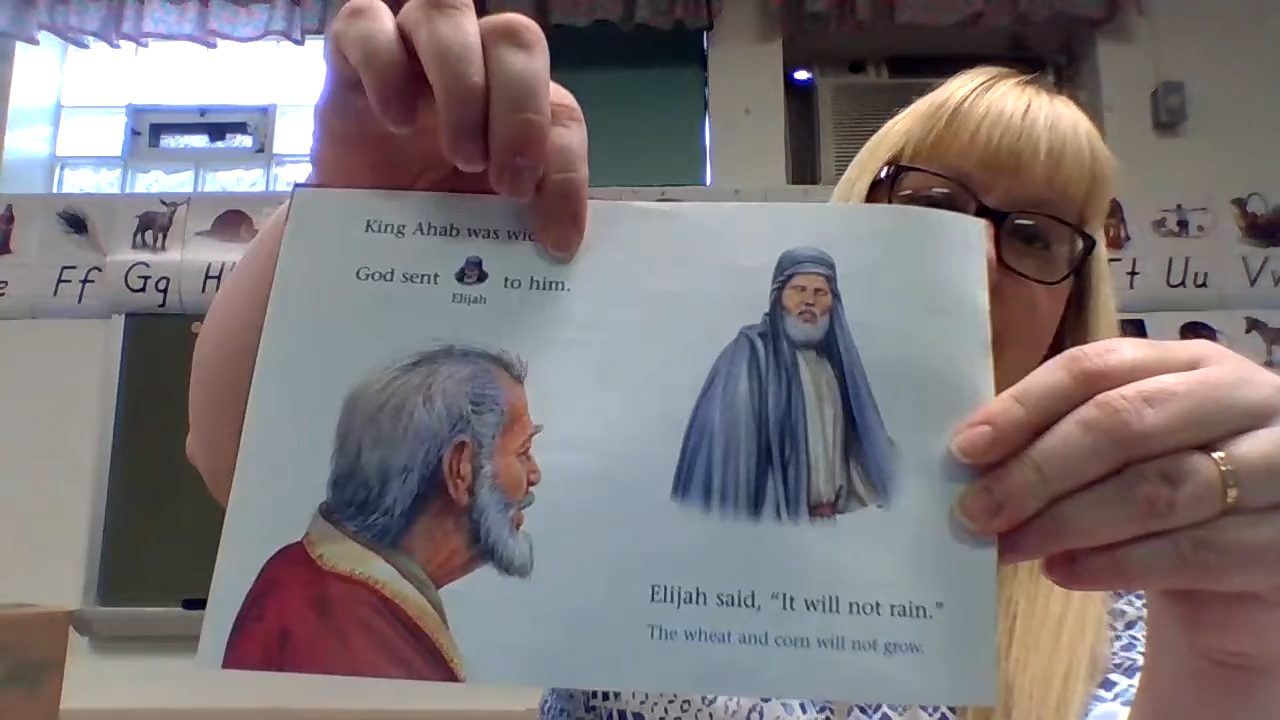 King Ahab was
God sent to him.
Elijah
Elijah said, "It will not rain."
The wheat and corn will not grow.
Ff Gg
Uu